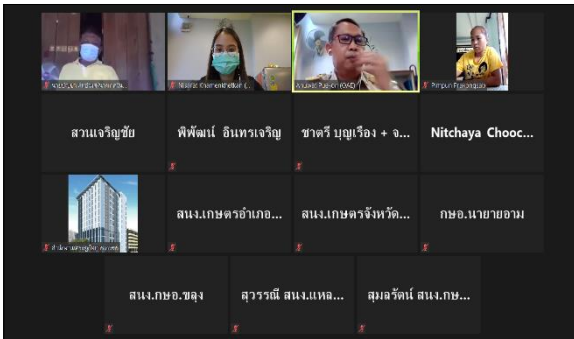 Nitchaya Chooc...
Anuwat Pue... (OAE)
Pimpun Pra...
สวนเจริญชัย
พิพัฒน์ อินทรเจริญ
ชาตรี บุญเรือง + จ...
สนง.เกษตรอำเภอ...
สนง.เกษตรจังหวัด...
กษอ.นายายอาม
สนง.กษอ.ขลุง
สุวรรณี สนง.แหล...
สุมลรัตน์ สนง.กษ...